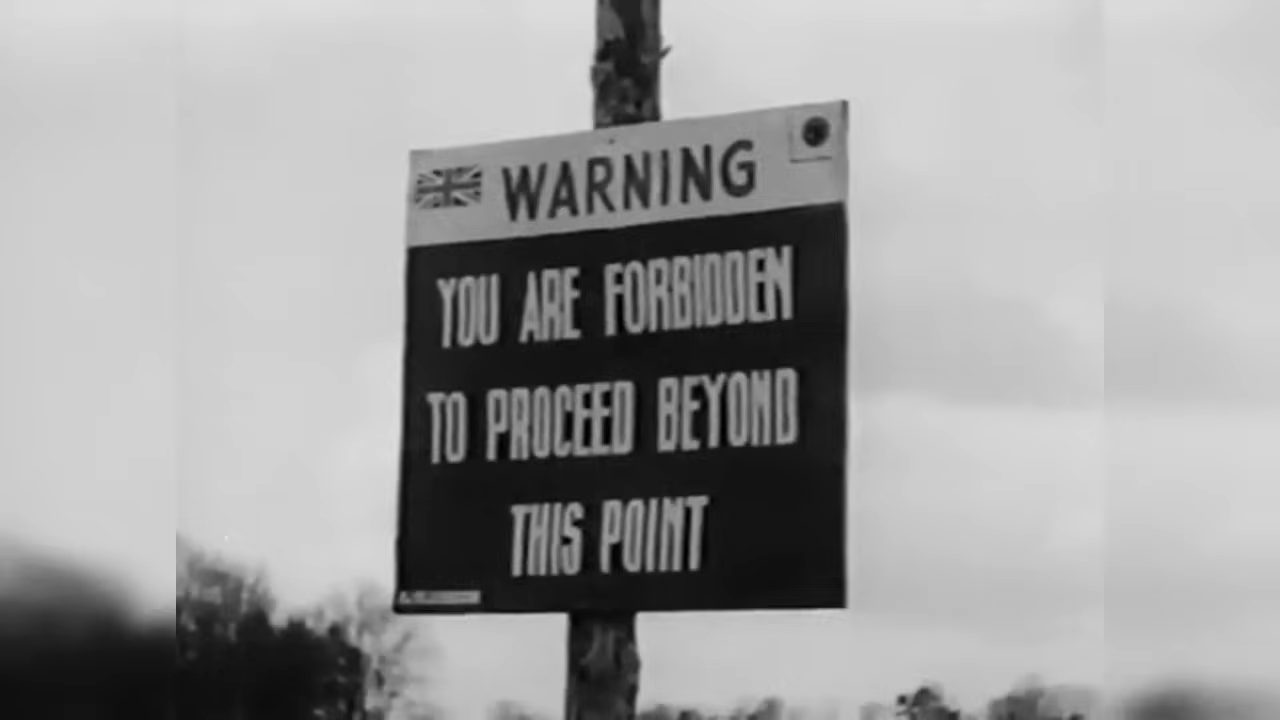 WARNING
YOU ARE FORBIDDEN
TO PROCEED BEYOND
THIS POINT